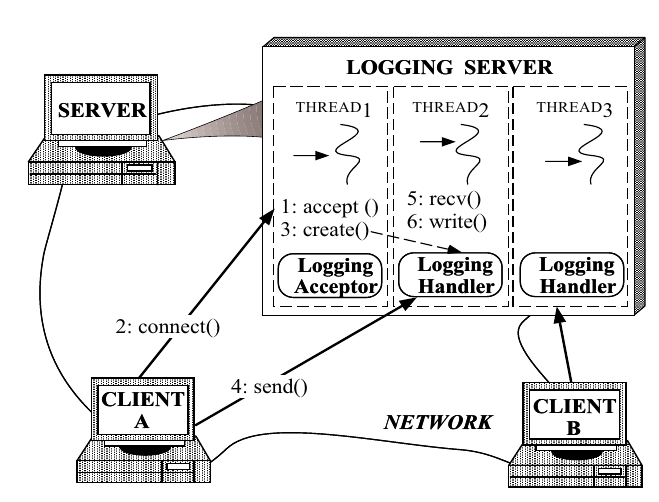 LOGGING SERVER
SERVER
THREAD1
THREAD2
THREAD3
1: accept ()
3: create()
5: recv()
6: write()
Logging
Acceptor
Logging
Handler
Logging
Handler
2: connect()
4: send()
CLIENT
A
NETWORK
CLIENT
B